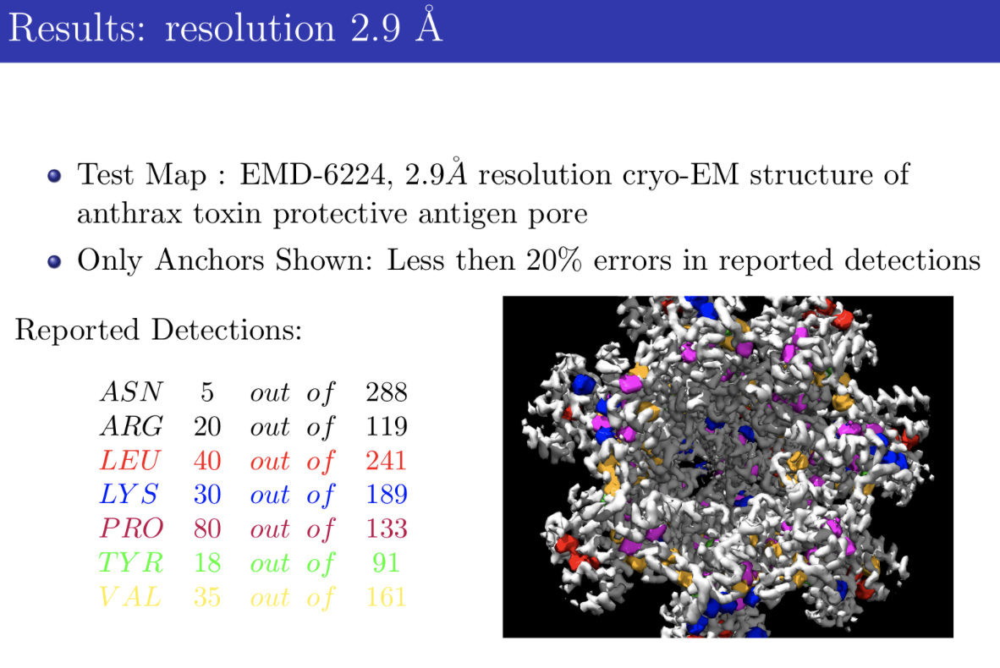 Results: resolution 2.9 Å
Test Map : EMD-6224, 2.9Å resolution cryo-EM structure of
anthrax toxin protective antigen pore
Only Anchors Shown: Less then 20% errors in reported detections
Reported Detections:
ASN 5 out of 288
ARG 20 out of 119
LEU 40 out of 241
LYS 30 out of 189
PRO 80 out of 133
TYR 18 out of 91
VAL 35 out of 161